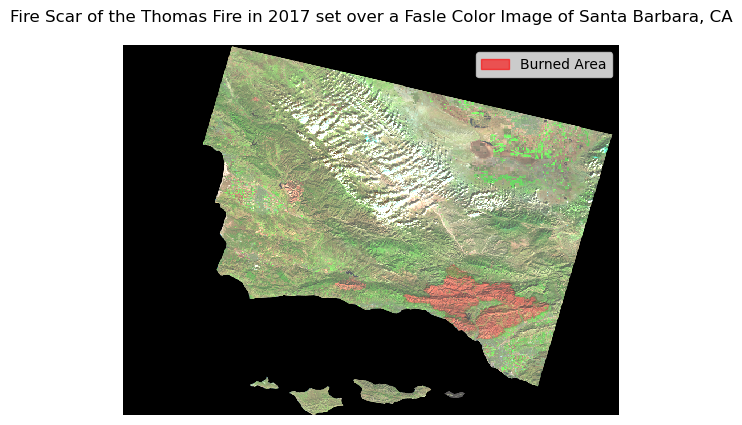 Fire Scar of the Thomas Fire in 2017 set over a Fasle Color Image of Santa Barbara, CA
Burned Area